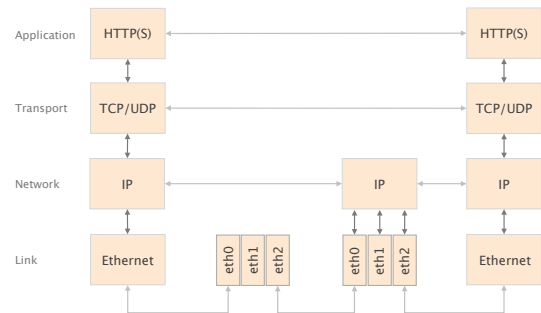 Application
HTTP(S)
HTTP(S)
Transport
TCP/UDP
TCP/UDP
Network
IP
IP
IP
Link
Ethernet
eth0
eth1
eth2
eth0
eth1
eth2
Ethernet